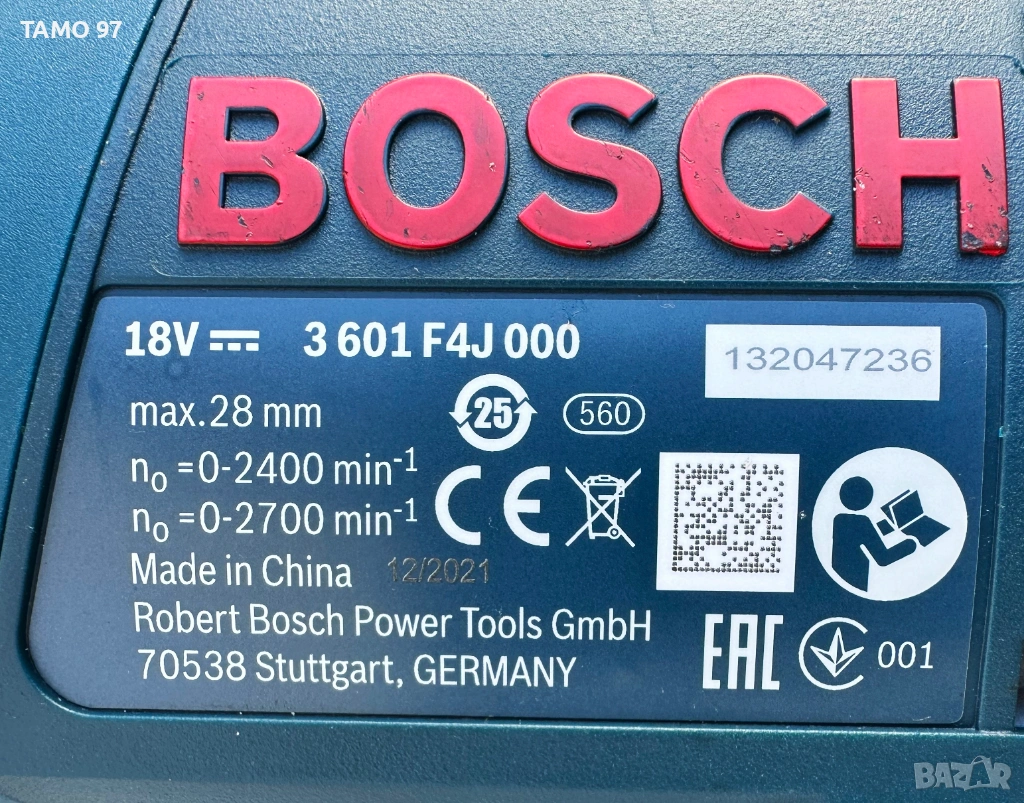 TAMO 97
BOSCH
18V 3 601 F4J 000
132047236
max.28 mm
25
560
n₀ =0-2400 min⁻¹
n₀ =0-2700 min⁻¹
CE
Made in China 12/2021
Robert Bosch Power Tools GmbH
70538 Stuttgart, GERMANY
EAC
001
BAZAR